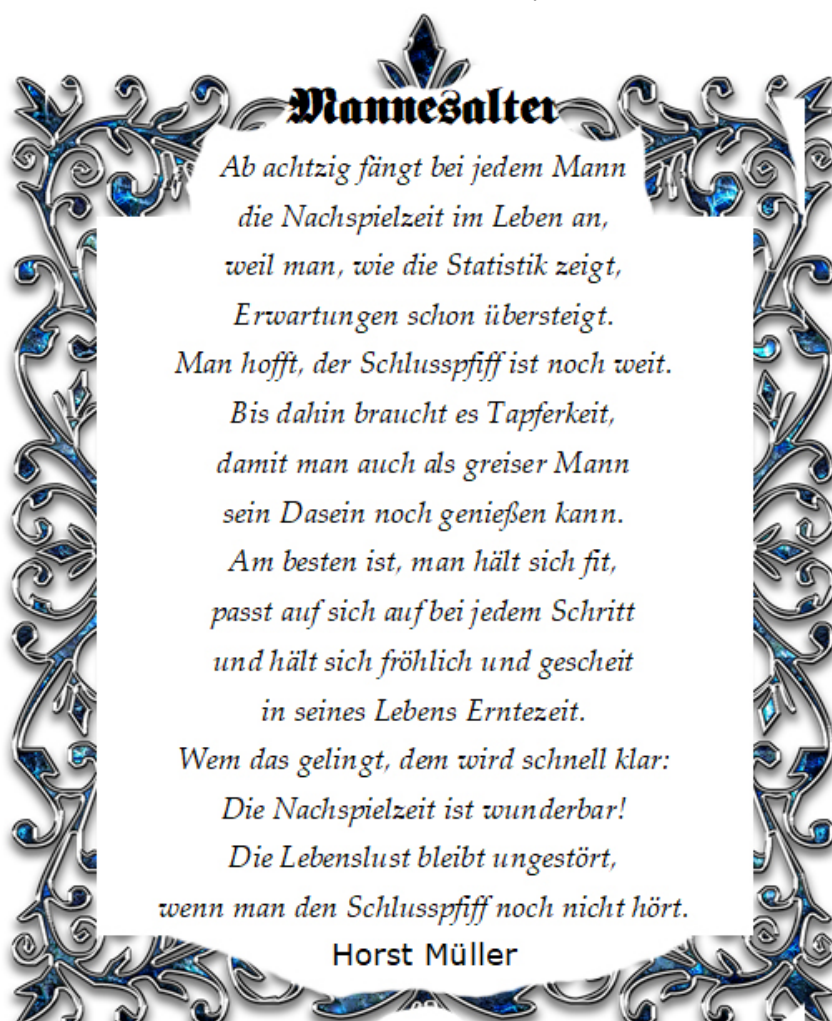 Mannesalter
Ab achtzig fängt bei jedem Mann
die Nachspielzeit im Leben an,
weil man, wie die Statistik zeigt,
Erwartungen schon übersteigt.
Man hofft, der Schlusspfiff ist noch weit.
Bis dahin braucht es Tapferkeit,
damit man auch als greiser Mann
sein Dasein noch genießen kann.
Am besten ist, man hält sich fit,
passt auf sich auf bei jedem Schritt
und hält sich fröhlich und gescheit
in seines Lebens Erntezeit.
Wem das gelingt, dem wird schnell klar:
Die Nachspielzeit ist wunderbar!
Die Lebenslust bleibt ungestört,
wenn man den Schlusspfiff noch nicht hört.
Horst Müller